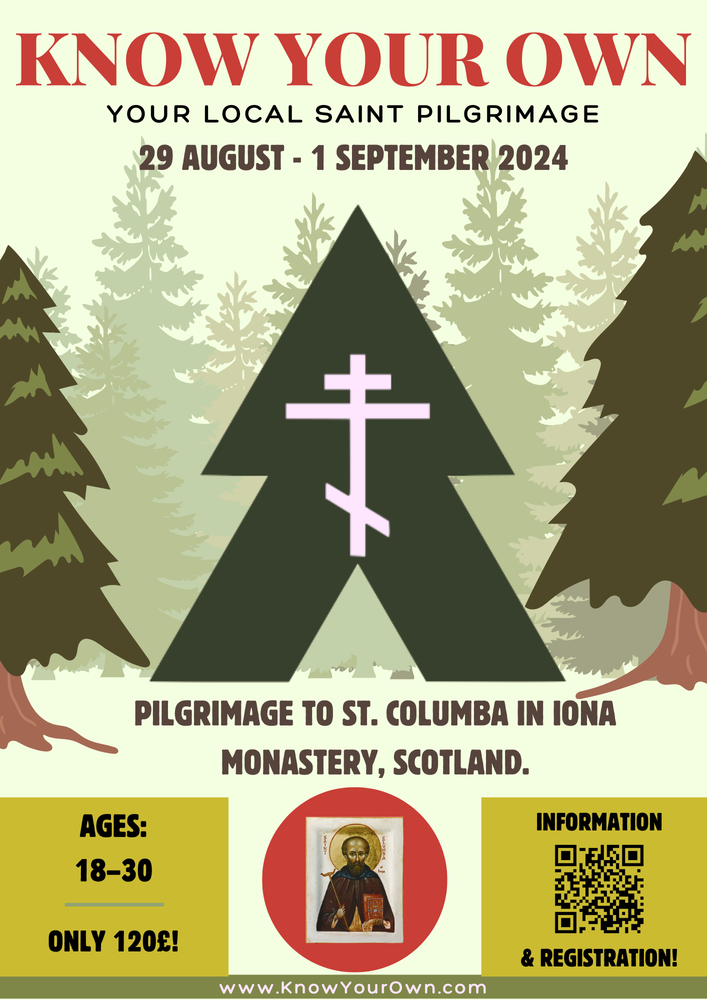 KNOW YOUR OWN
YOUR LOCAL SAINT PILGRIMAGE
29 AUGUST - 1 SEPTEMBER 2024
PILGRIMAGE TO ST. COLUMBA IN IONA
MONASTERY, SCOTLAND.
AGES:
18–30
ONLY 120£!
SAINT
COLUMBA
of
Iona
INFORMATION
& REGISTRATION!
www.KnowYourOwn.com